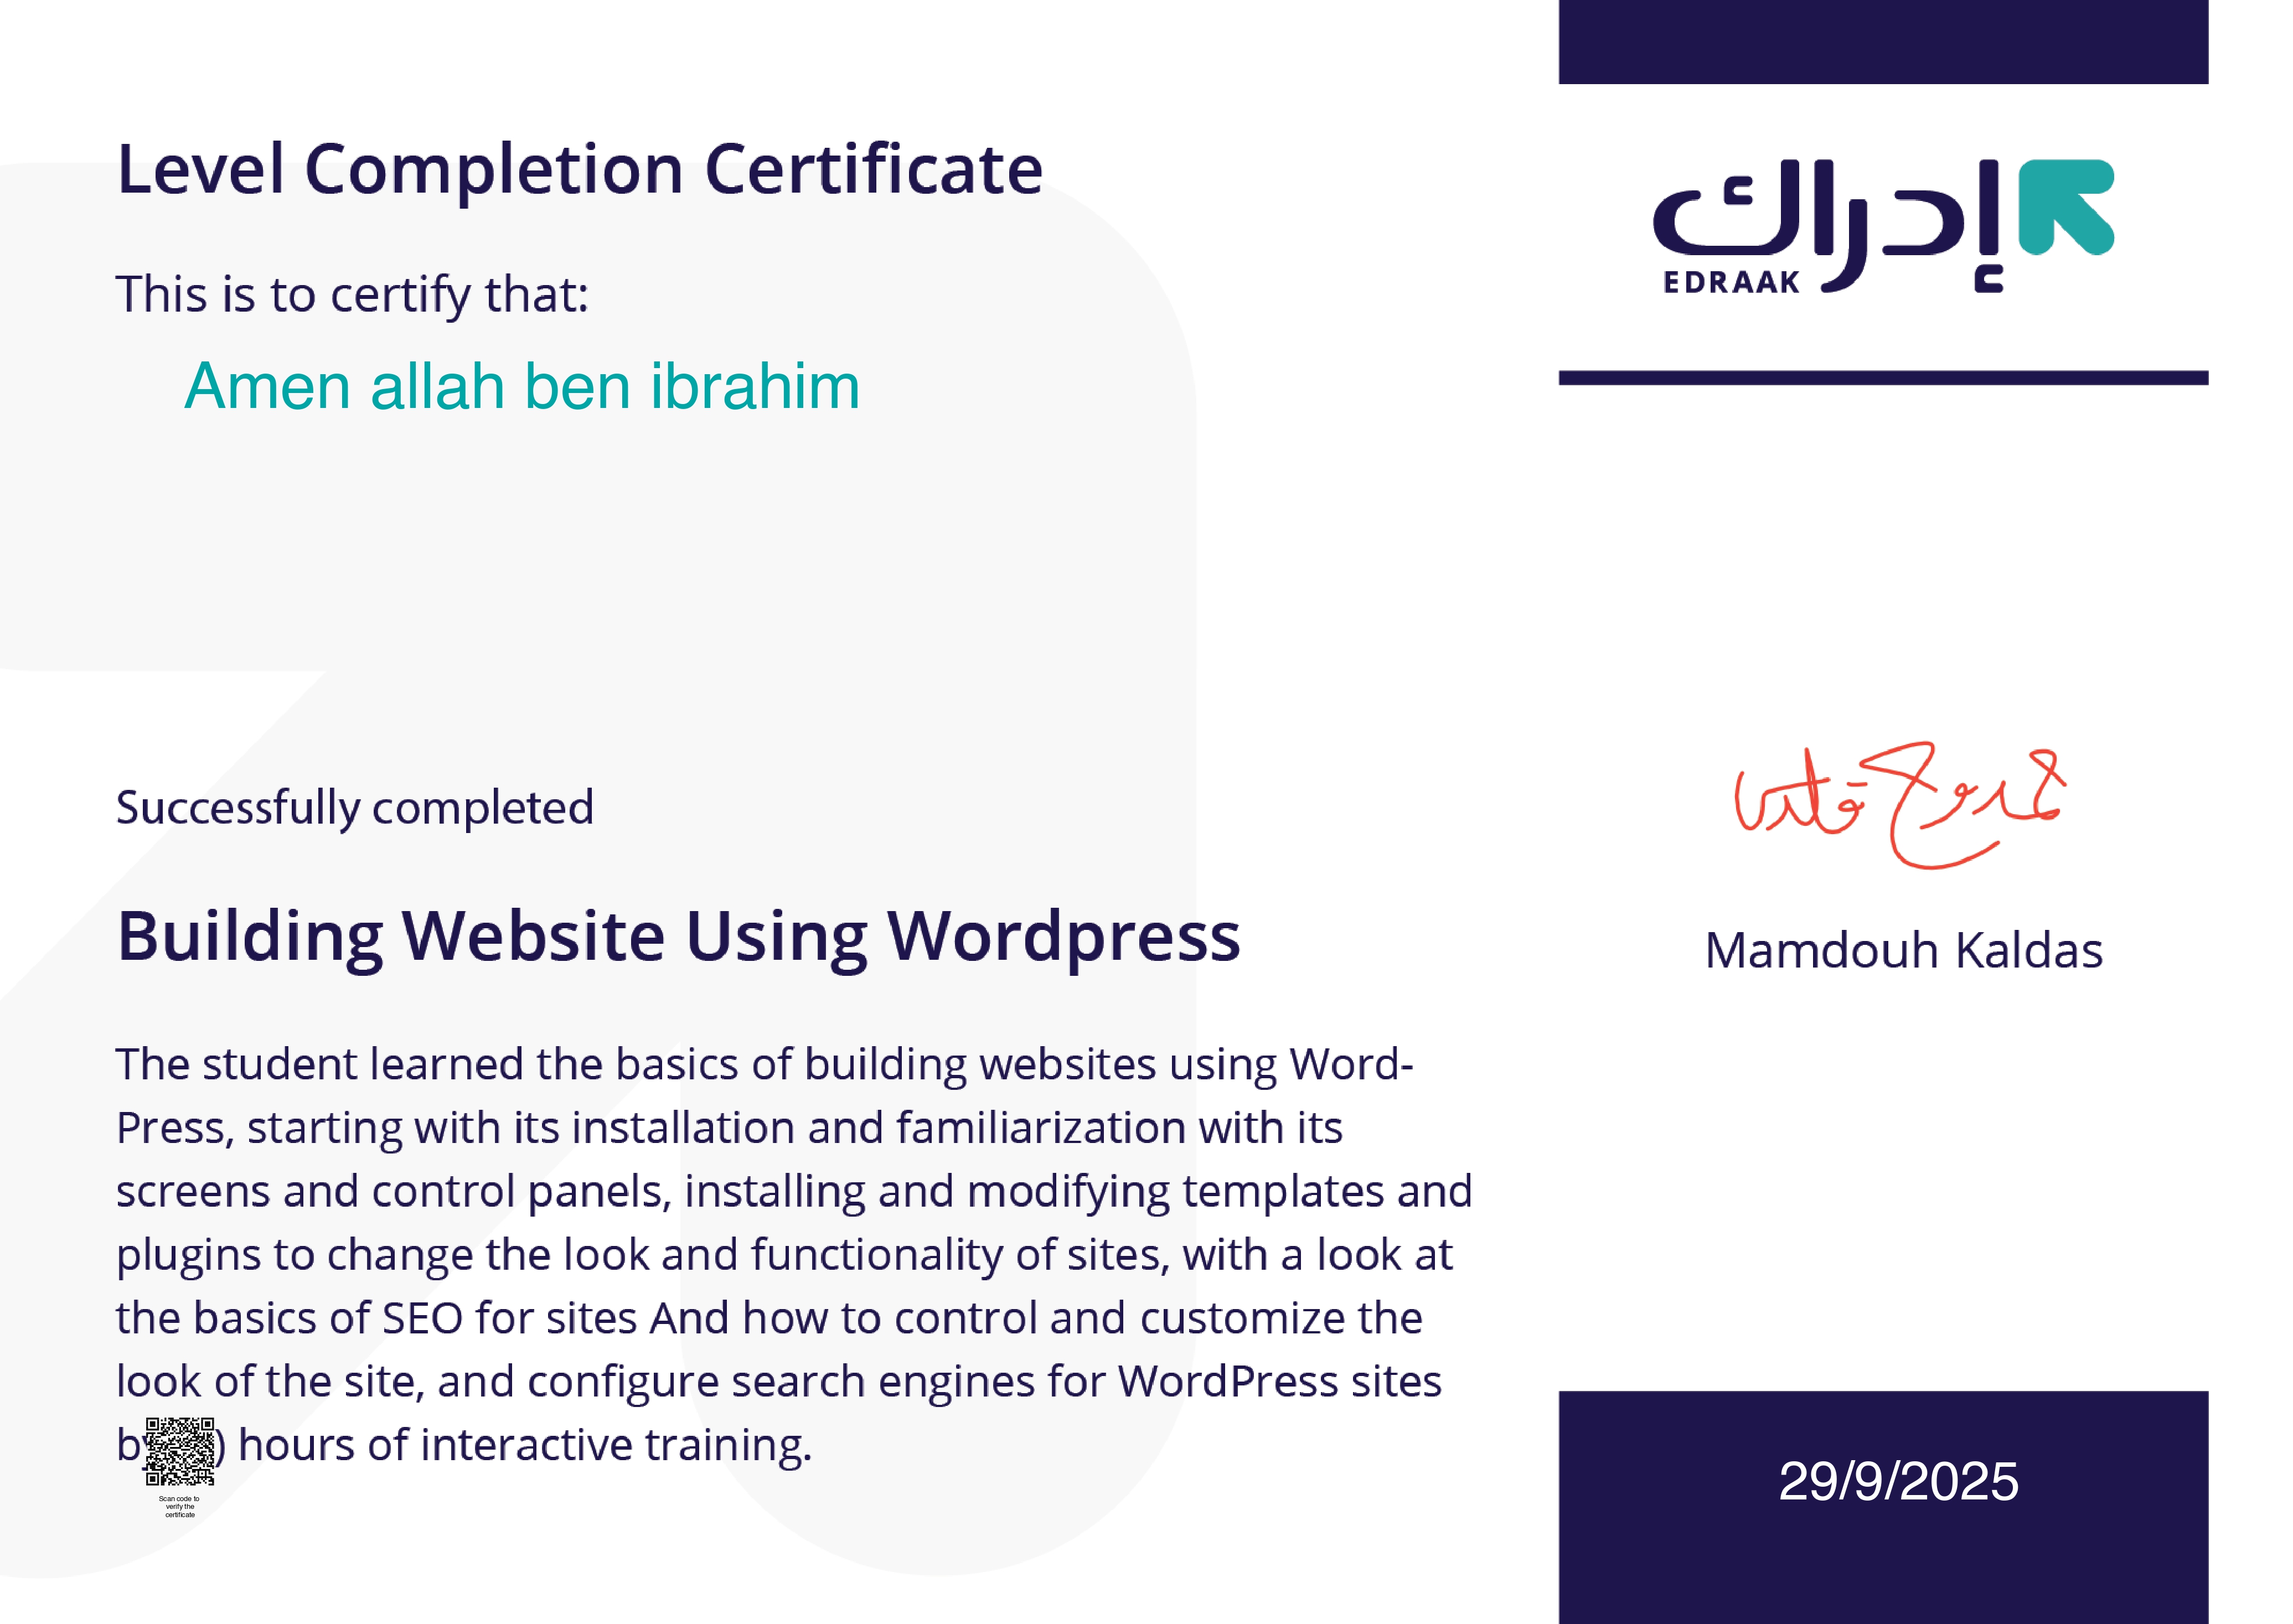 Level Completion Certificate
This is to certify that:
Amen allah ben ibrahim
Successfully completed
Building Website Using Wordpress
The student learned the basics of building websites using Word-
Press, starting with its installation and familiarization with its
screens and control panels, installing and modifying templates and
plugins to change the look and functionality of sites, with a look at
the basics of SEO for sites And how to control and customize the
look of the site, and configure search engines for WordPress sites
) hours of interactive training.
Scan code to
verify the
certificate
إدراك
EDRAAK
Mamdouh Kaldas
29/9/2025